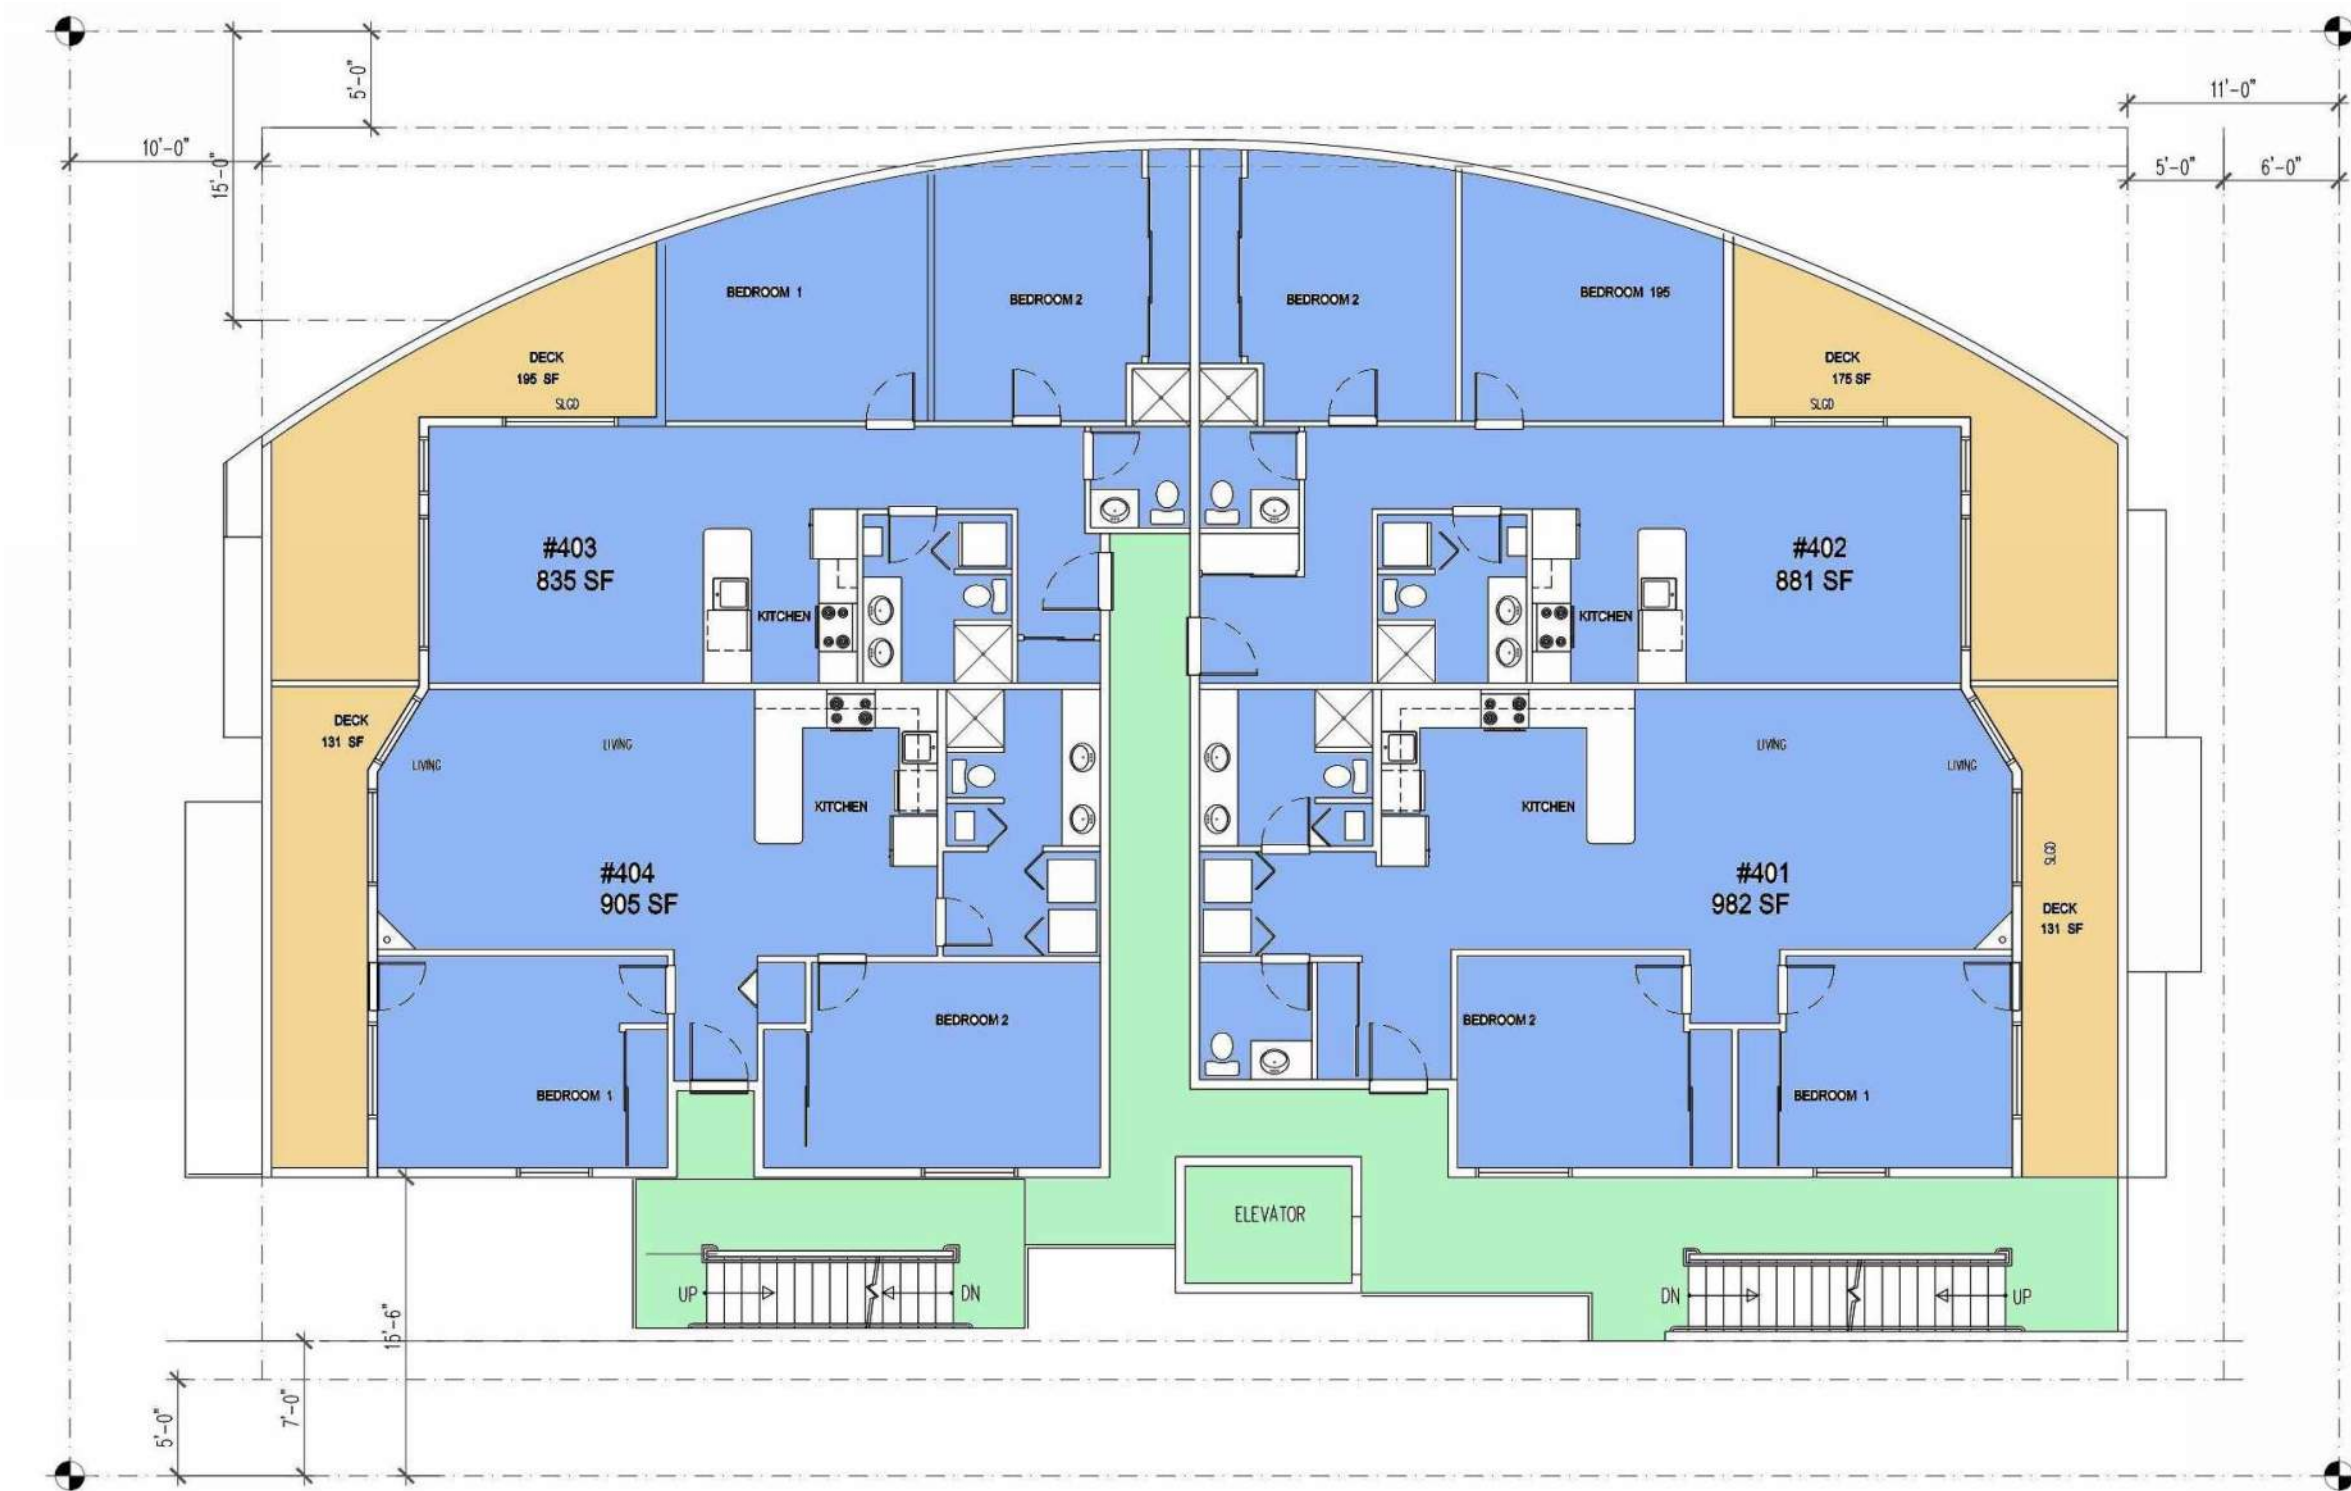 5'-0"
11'-0"
10'-0"
15'-0"
5'-0"
6'-0"
BEDROOM 1
BEDROOM 2
BEDROOM 2
BEDROOM 195
DECK
195 SF
SLGD
DECK
175 SF
SLGD
#403
835 SF
KITCHEN
KITCHEN
#402
881 SF
DECK
131 SF
LIVING
LIVING
LIVING
LIVING
KITCHEN
KITCHEN
#404
905 SF
#401
982 SF
SLGD
DECK
131 SF
BEDROOM 2
BEDROOM 2
BEDROOM 1
BEDROOM 1
ELEVATOR
UP
DN
DN
UP
15'-6"
7'-0"
5'-0"